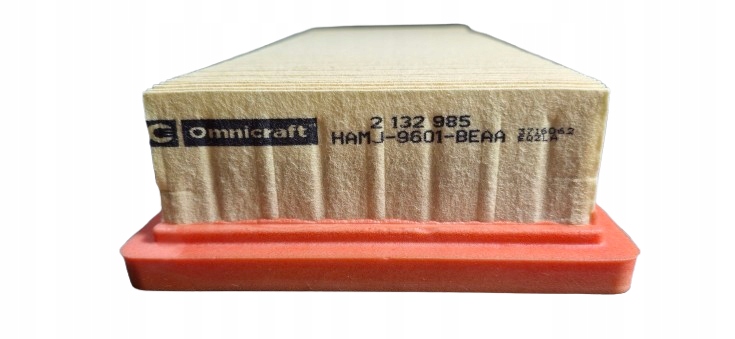 Omnicraft
2 132 985
HAMJ-9601-BEAA